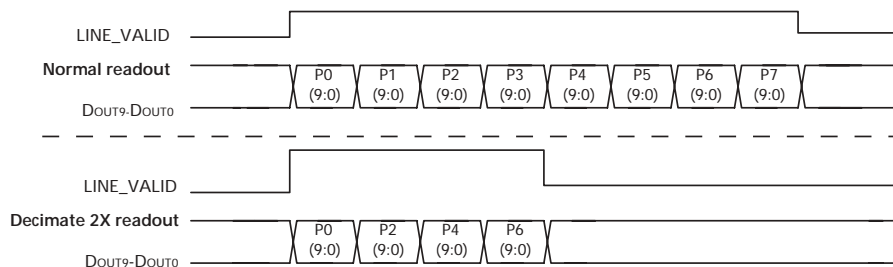 LINE_VALID
Normal readout
P0 P1 P2 P3 P4 P5 P6 P7
(9:0) (9:0) (9:0) (9:0) (9:0) (9:0) (9:0) (9:0)
DOUT9-DOUT0
LINE_VALID
Decimate 2X readout
P0 P2 P4 P6
(9:0) (9:0) (9:0) (9:0)
DOUT9-DOUT0